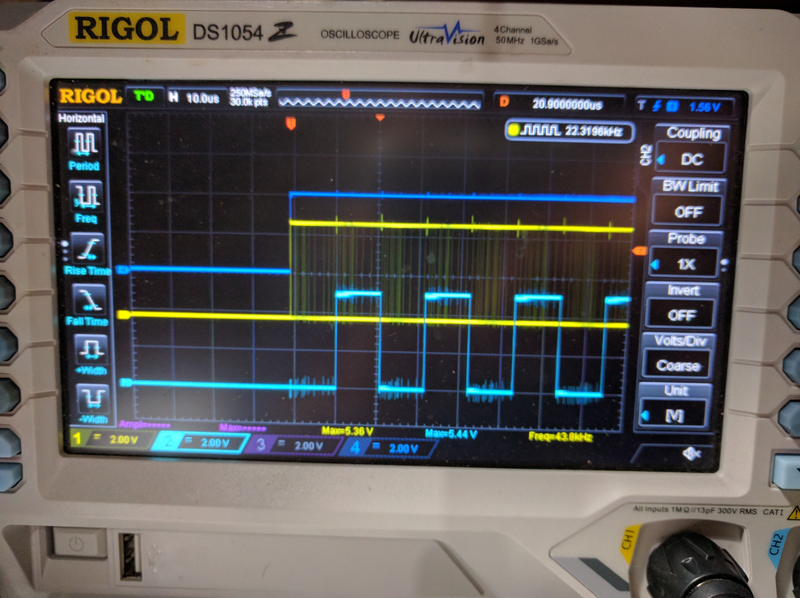 RIGOL DS1054 Z OSCILLOSCOPE UltraVision 4 Channel
50MHz 1GSa/s
RIGOL T'D H 10.0us 250MSa/s
30.0k pts D 20.9000000us T 1.56 V
Horizontal
Period
Freq
Rise Time
Fall Time
+Width
-Width
22.3196kHz
CH2
Coupling
DC
BW Limit
OFF
Probe
1X
Invert
OFF
Volts/Div
Coarse
Unit
[V]
Max=5.36 V Max=5.44 V Freq=43.8kHz
1 = 2.00 V 2 = 2.00 V 3 = 2.00 V 4 = 2.00 V
All inputs 1MΩ//13pF 300V RMS CATI
CH1
CH2